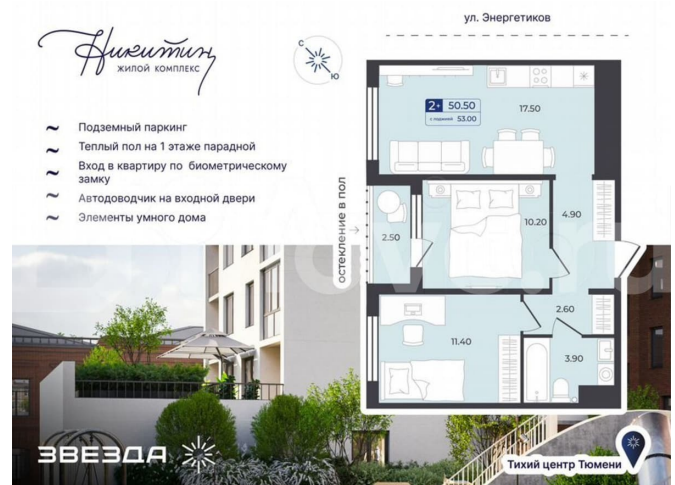 ул. Энергетиков
Никитин
ЖИЛОЙ КОМПЛЕКС
С
Ю
2+ 50.50
с лоджией 53.00
17.50
~ Подземный паркинг
~ Теплый пол на 1 этаже парадной
~ Вход в квартиру по биометрическому
замку
~ Автодоводчик на входной двери
~ Элементы умного дома
остекление в пол
2.50
10.20
4.90
2.60
11.40
3.90
ЗВЕЗДА
Тихий центр Тюмени